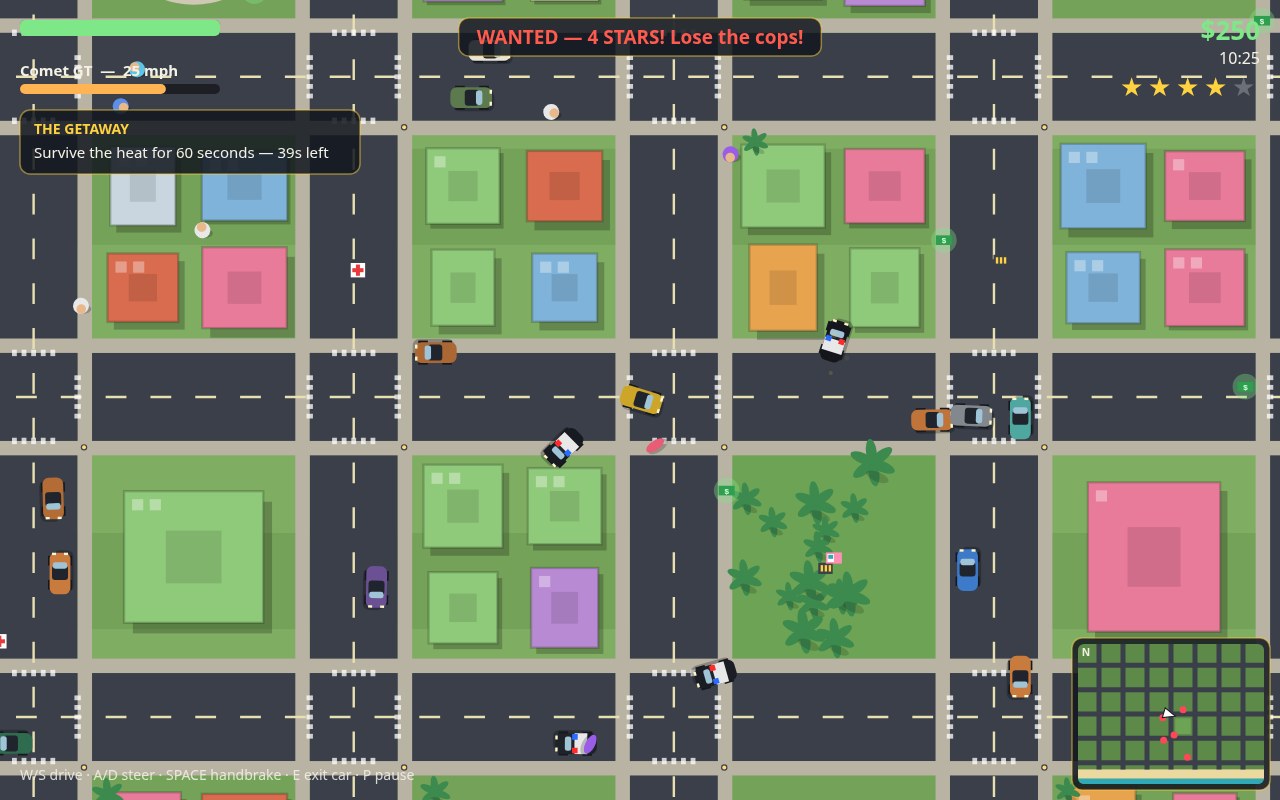 WANTED — 4 STARS! Lose the cops!
$250
10:25
Comet GT — 25 mph
THE GETAWAY
Survive the heat for 60 seconds — 39s left
$
$
$
$
N
W/S drive · A/D steer · SPACE handbrake · E exit car · P pause